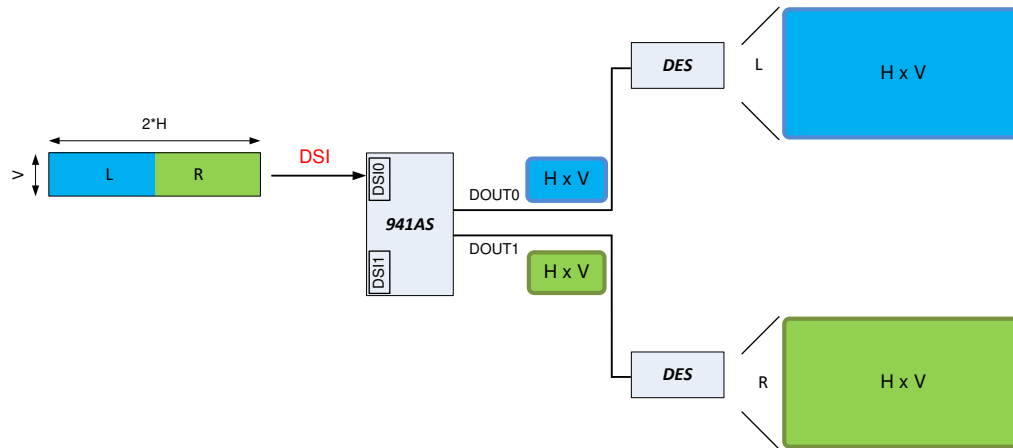 2*H
V
L
R
DSI
DSI0
941AS
DSI1
DOUT0
H x V
DOUT1
H x V
DES
L
H x V
DES
R
H x V